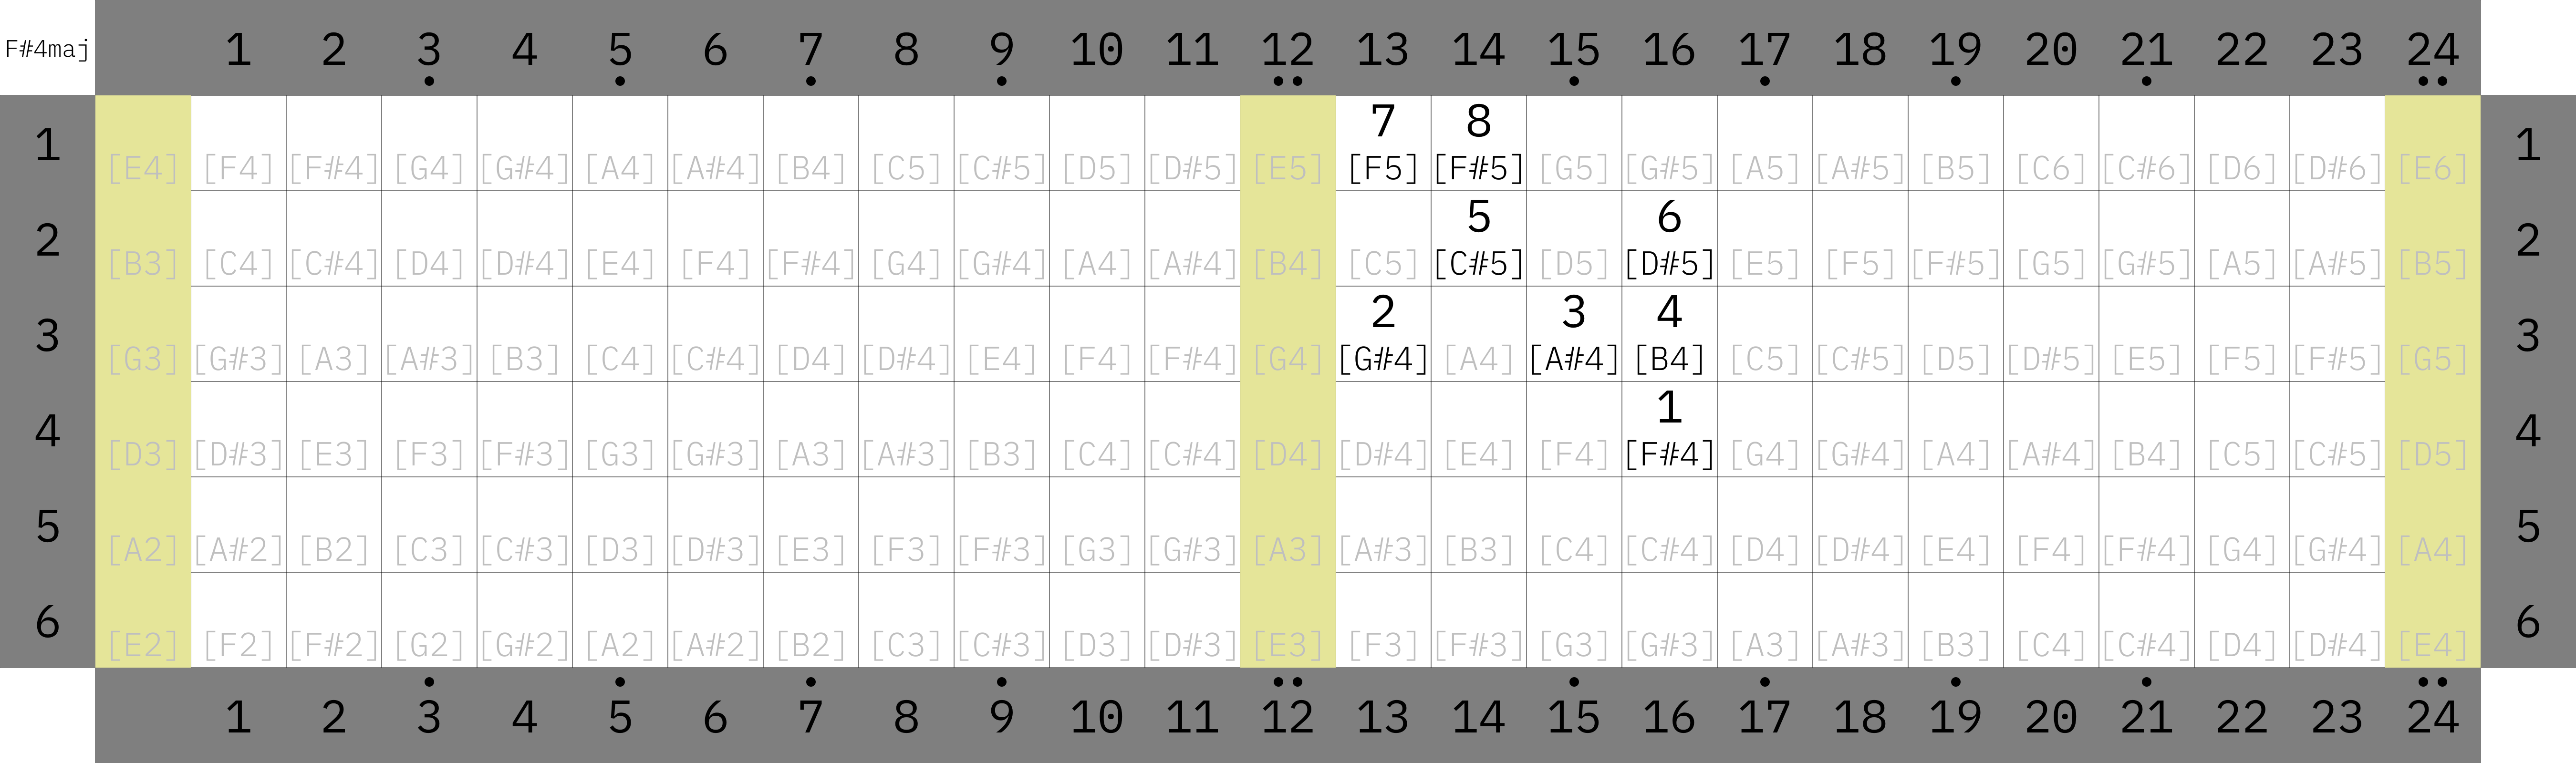 F#4maj 1 2 3 4 5 6 7 8 9 10 11 12 13 14 15 16 17 18 19 20 21 22 23 24
7 8
1 [E4] [F4] [F#4] [G4] [G#4] [A4] [A#4] [B4] [C5] [C#5] [D5] [D#5] [E5] [F5] [F#5] [G5] [G#5] [A5] [A#5] [B5] [C6] [C#6] [D6] [D#6] [E6] 1
5 6
2 [B3] [C4] [C#4] [D4] [D#4] [E4] [F4] [F#4] [G4] [G#4] [A4] [A#4] [B4] [C5] [C#5] [D5] [D#5] [E5] [F5] [F#5] [G5] [G#5] [A5] [A#5] [B5] 2
2 3 4
3 [G3] [G#3] [A3] [A#3] [B3] [C4] [C#4] [D4] [D#4] [E4] [F4] [F#4] [G4] [G#4] [A4] [A#4] [B4] [C5] [C#5] [D5] [D#5] [E5] [F5] [F#5] [G5] 3
1
4 [D3] [D#3] [E3] [F3] [F#3] [G3] [G#3] [A3] [A#3] [B3] [C4] [C#4] [D4] [D#4] [E4] [F4] [F#4] [G4] [G#4] [A4] [A#4] [B4] [C5] [C#5] [D5] 4
5 [A2] [A#2] [B2] [C3] [C#3] [D3] [D#3] [E3] [F3] [F#3] [G3] [G#3] [A3] [A#3] [B3] [C4] [C#4] [D4] [D#4] [E4] [F4] [F#4] [G4] [G#4] [A4] 5
6 [E2] [F2] [F#2] [G2] [G#2] [A2] [A#2] [B2] [C3] [C#3] [D3] [D#3] [E3] [F3] [F#3] [G3] [G#3] [A3] [A#3] [B3] [C4] [C#4] [D4] [D#4] [E4] 6
1 2 3 4 5 6 7 8 9 10 11 12 13 14 15 16 17 18 19 20 21 22 23 24